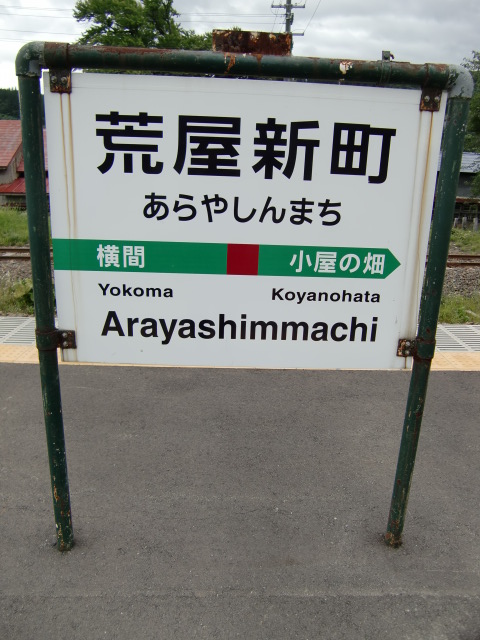 荒屋新町
あらやしんまち
横間 小屋の畑
Yokoma Koyanohata
Arayashimmachi